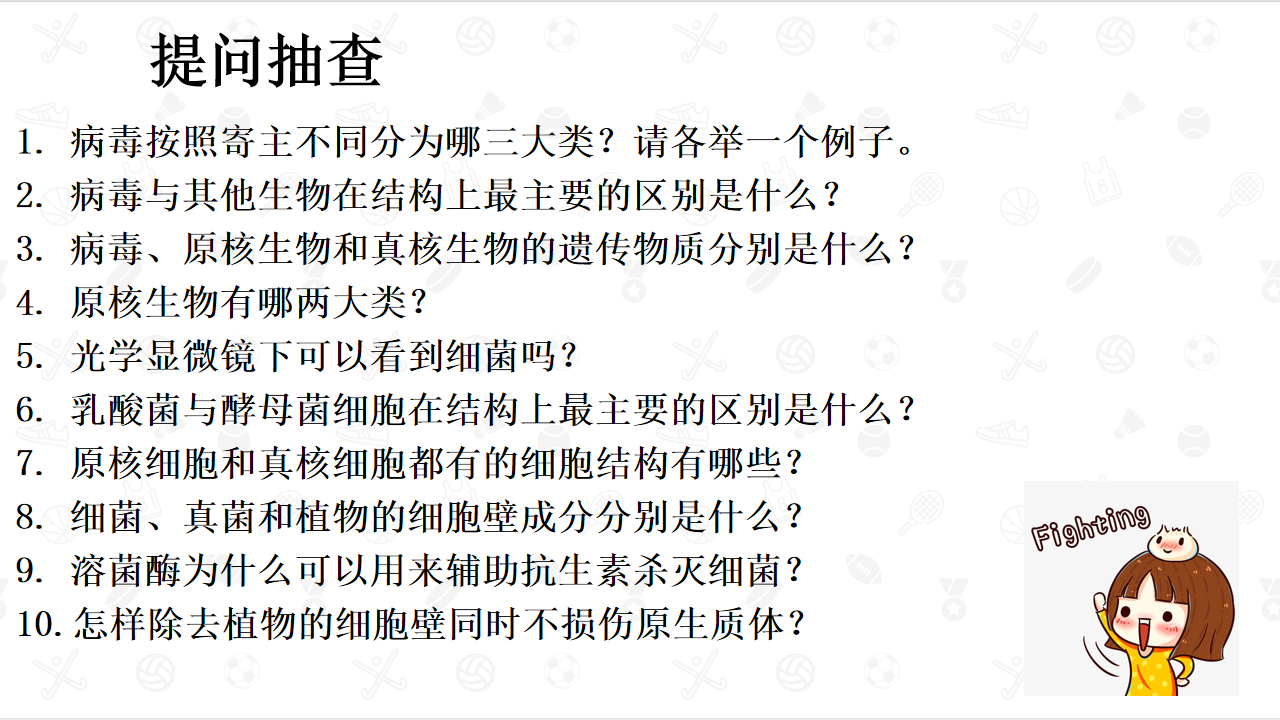 提问抽查
1. 病毒按照寄主不同分为哪三大类？请各举一个例子。
2. 病毒与其他生物在结构上最主要的区别是什么？
3. 病毒、原核生物和真核生物的遗传物质分别是什么？
4. 原核生物有哪两大类？
5. 光学显微镜下可以看到细菌吗？
6. 乳酸菌与酵母菌细胞在结构上最主要的区别是什么？
7. 原核细胞和真核细胞都有的细胞结构有哪些？
8. 细菌、真菌和植物的细胞壁成分分别是什么？
9. 溶菌酶为什么可以用来辅助抗生素杀灭细菌？
10.怎样除去植物的细胞壁同时不损伤原生质体？
Fighting